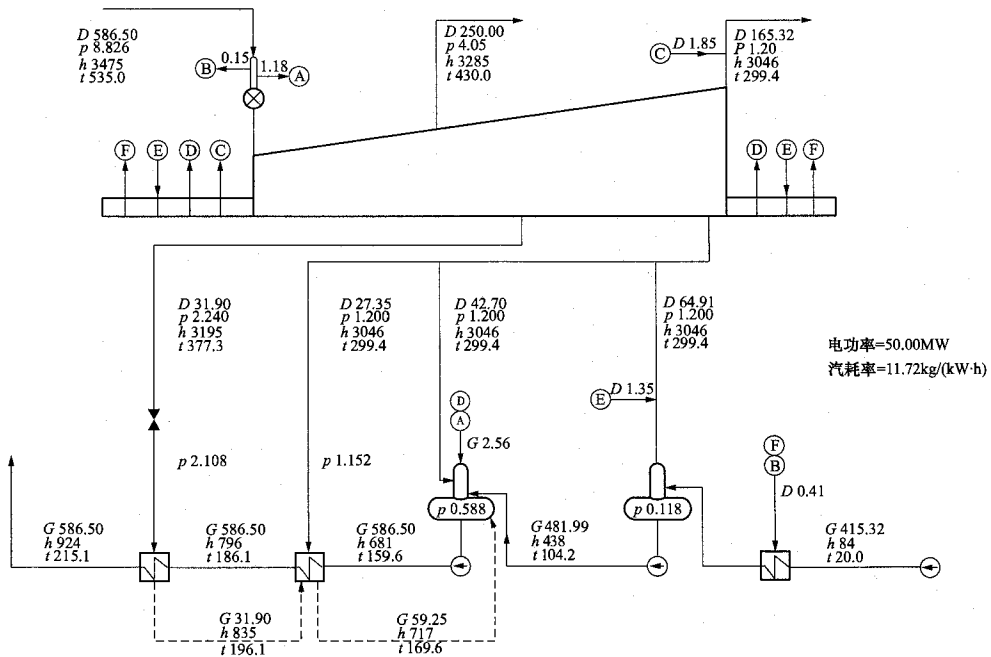 D 586.50
p 8.826
h 3475
t 535.0
B
0.15
1.18
A
D 250.00
p 4.05
h 3285
t 430.0
C
D 1.85
D 165.32
P 1.20
h 3046
t 299.4
F
E
D
C
D
E
F
D 31.90
p 2.240
h 3195
t 377.3
D 27.35
p 1.200
h 3046
t 299.4
D 42.70
p 1.200
h 3046
t 299.4
D 64.91
p 1.200
h 3046
t 299.4
电功率=50.00MW
汽耗率=11.72kg/(kW·h)
E
D 1.35
D
A
G 2.56
F
B
D 0.41
p 2.108
p 1.152
p 0.588
p 0.118
G 586.50
h 924
t 215.1
G 586.50
h 796
t 186.1
G 586.50
h 681
t 159.6
G 481.99
h 438
t 104.2
G 415.32
h 84
t 20.0
G 31.90
h 835
t 196.1
G 59.25
h 717
t 169.6